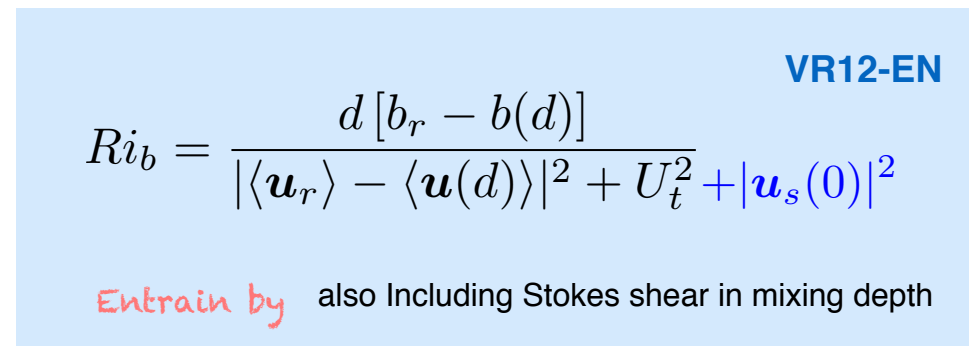 VR12-EN
Ri_b = \frac{d [b_r − b(d)]}{|⟨u_r⟩ − ⟨u(d)⟩|^2 + U_t^2 +|u_s(0)|^2}
Entrain by also Including Stokes shear in mixing depth